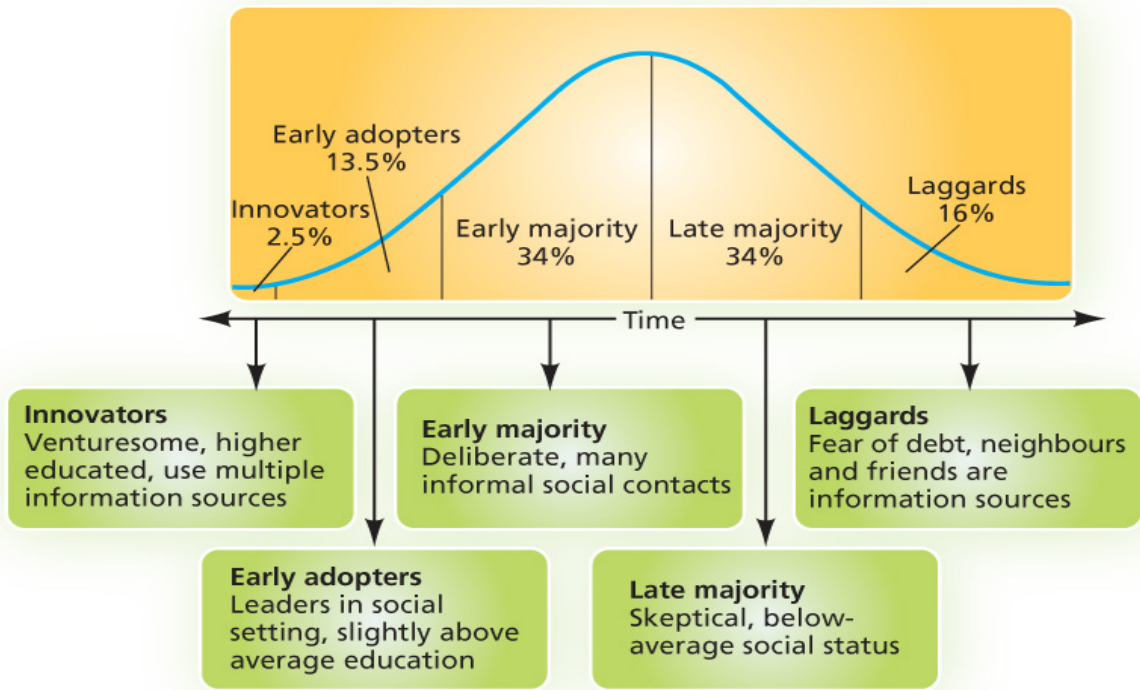 Early adopters
13.5%
Innovators
2.5%
Early majority
34%
Late majority
34%
Laggards
16%
Time
Innovators
Venturesome, higher
educated, use multiple
information sources
Early majority
Deliberate, many
informal social contacts
Laggards
Fear of debt, neighbours
and friends are
information sources
Early adopters
Leaders in social
setting, slightly above
average education
Late majority
Skeptical, below-
average social status